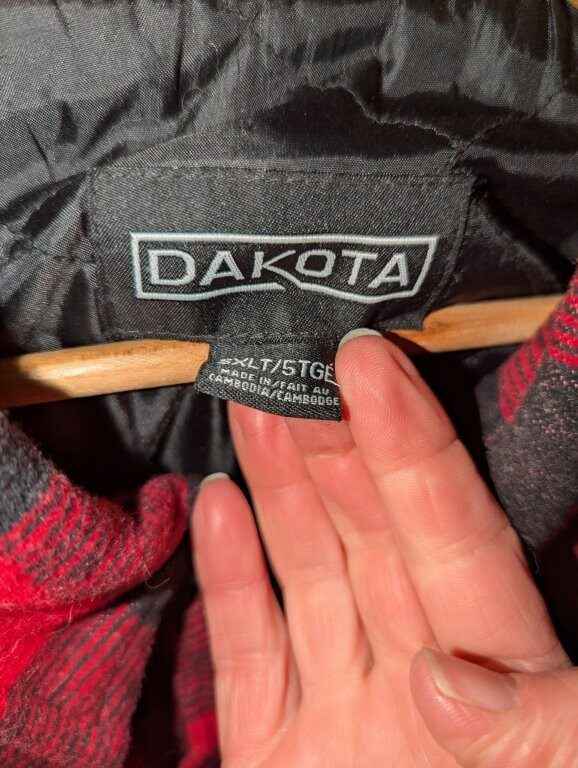 DAKOTA
5XLT/5TGE
MADE IN/FAIT AU
CAMBODIA/CAMBODGE